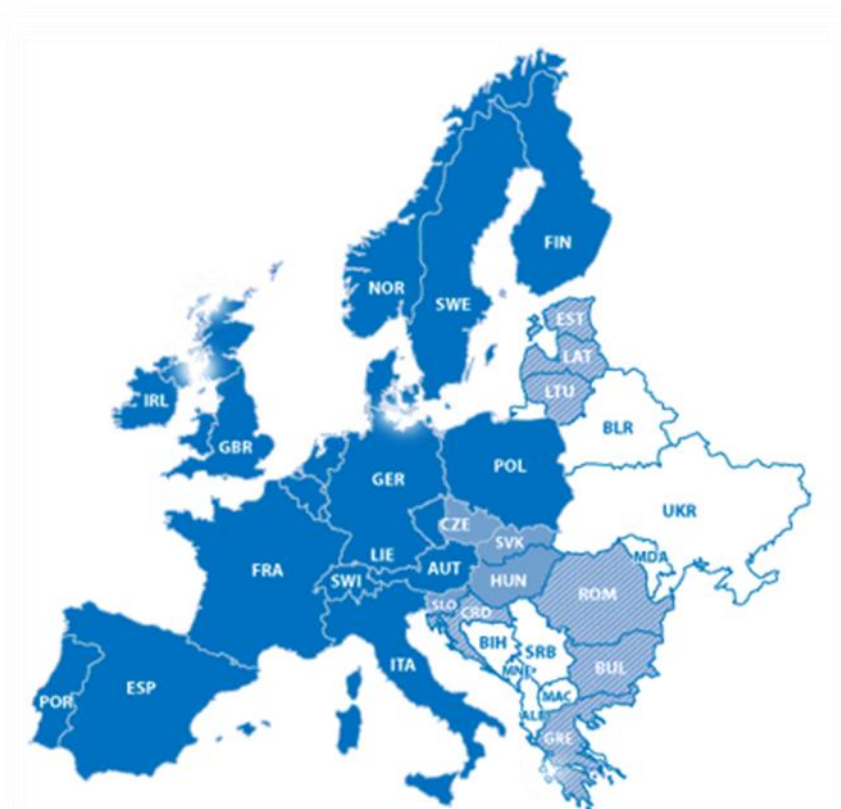 FIN
NOR
SWE
EST
LAT
IRL
LTU
BLR
GBR
POL
GER
UKR
CZE
SVK
LIE
MDA
FRA
AUT
SWI
HUN
ROM
SLO
CRO
BIH
SRB
ITA
BUL
MNE
ESP
MAC
POR
ALB
GRE